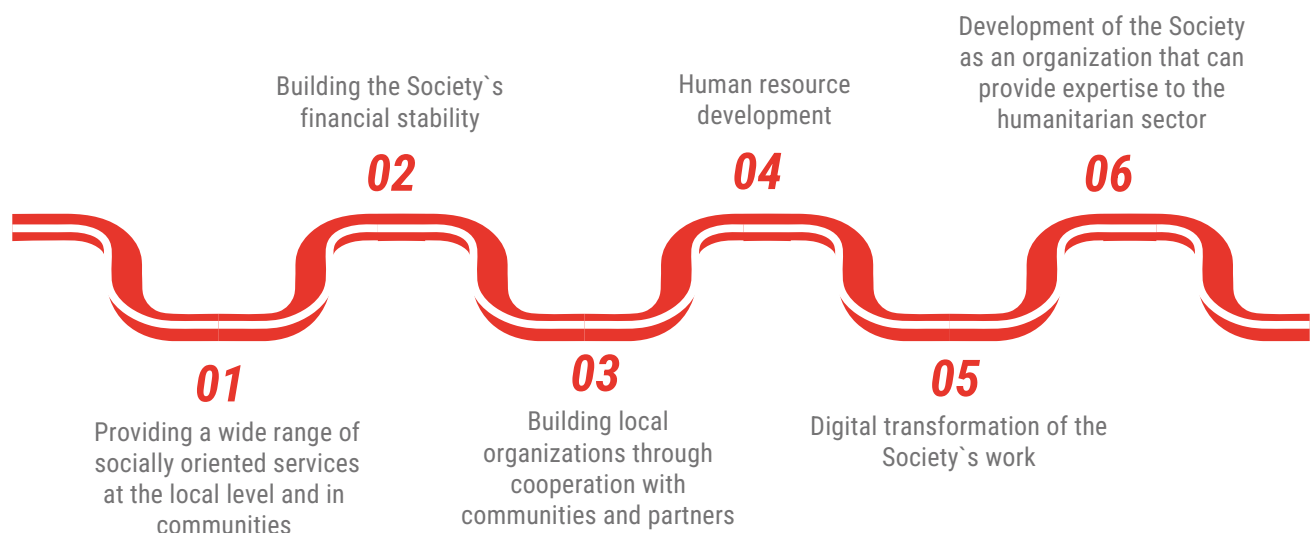 01
Providing a wide range of
socially oriented services
at the local level and in
communities
Building the Society`s
financial stability
02
03
Building local
organizations through
cooperation with
communities and partners
Human resource
development
04
05
Digital transformation of the
Society`s work
Development of the Society
as an organization that can
provide expertise to the
humanitarian sector
06